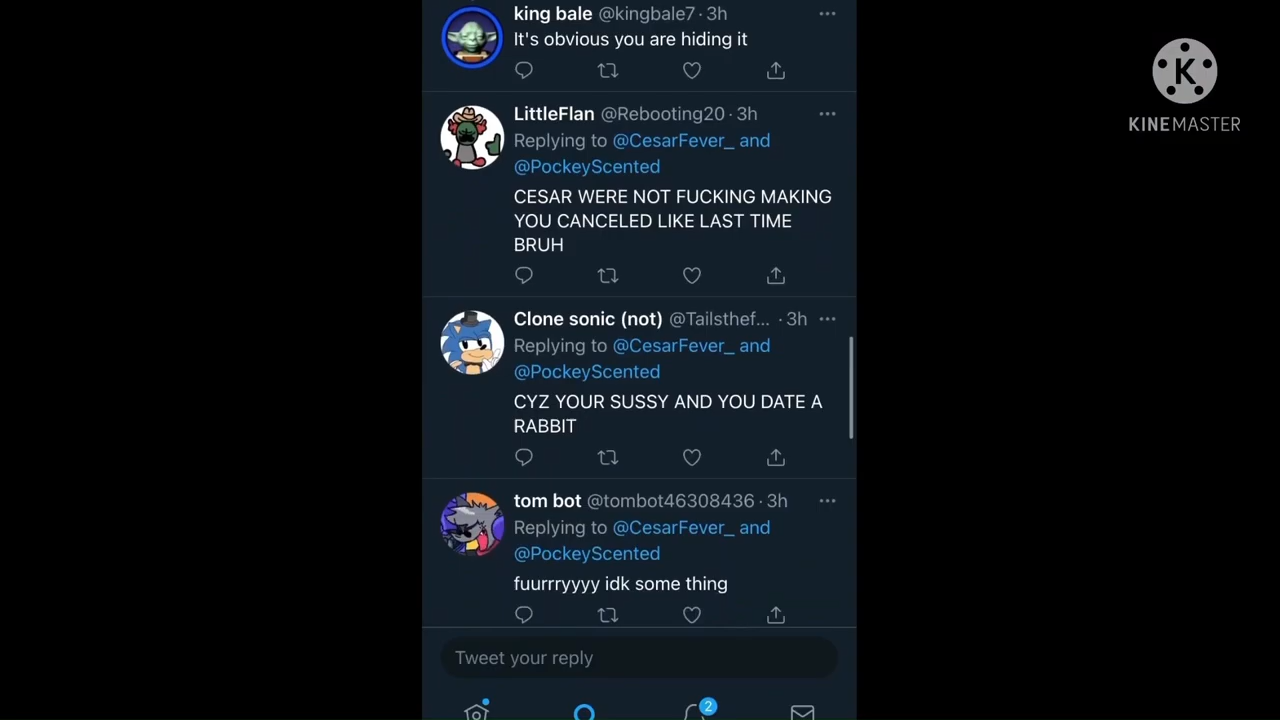 king bale @kingbale7 · 3h
It's obvious you are hiding it
LittleFlan @Rebooting20 · 3h
Replying to @CesarFever_ and
@PockeyScented
CESAR WERE NOT FUCKING MAKING
YOU CANCELED LIKE LAST TIME
BRUH
Clone sonic (not) @Tailsthef... · 3h
Replying to @CesarFever_ and
@PockeyScented
CYZ YOUR SUSSY AND YOU DATE A
RABBIT
tom bot @tombot46308436 · 3h
Replying to @CesarFever_ and
@PockeyScented
fuurrryyyy idk some thing
Tweet your reply
2
K
KINEMASTER